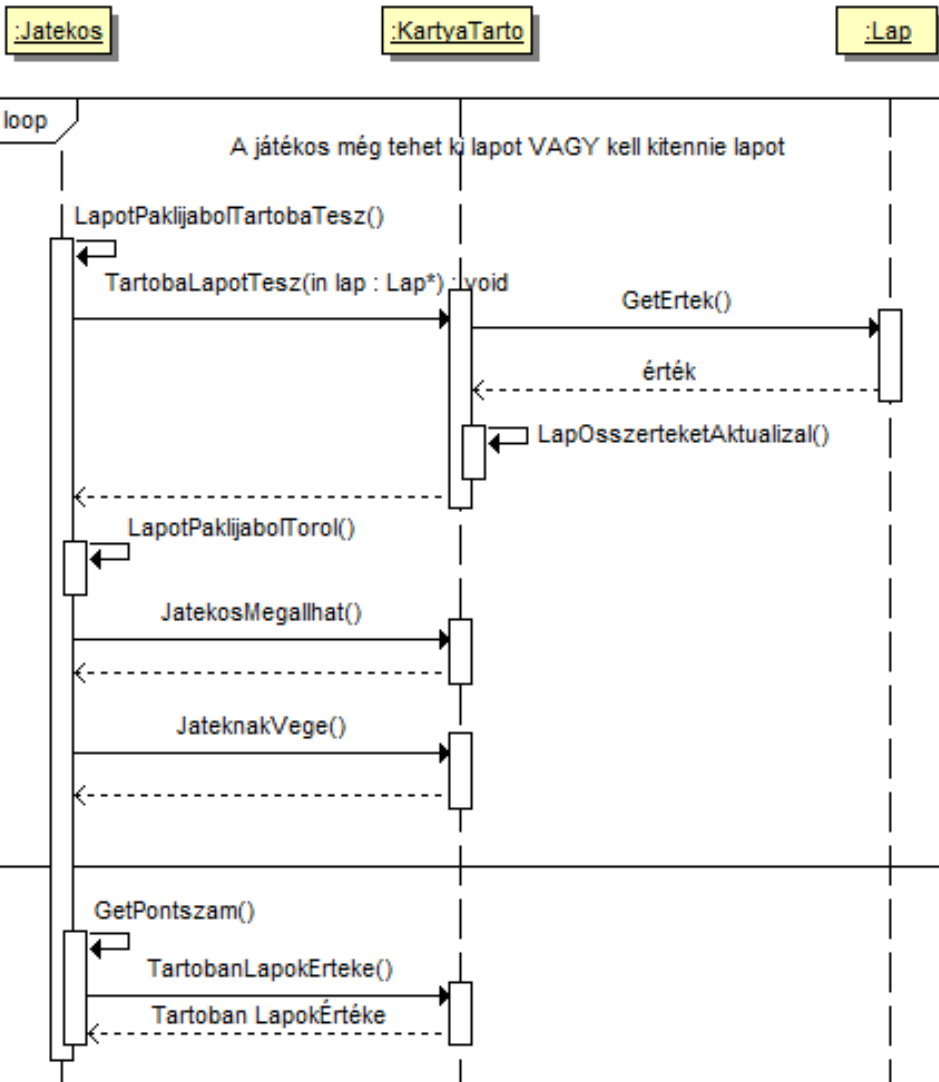 :Jatekos
:KartyaTarto
:Lap
loop
A játékos még tehet ki lapot VAGY kell kitennie lapot
LapotPaklijabolTartobaTesz()
TartobaLapotTesz(in lap : Lap*) : void
GetErtek()
érték
LapOsszerteketAktualizal()
LapotPaklijabolTorol()
JatekosMegallhat()
JateknakVege()
GetPontszam()
TartobanLapokErteke()
Tartoban LapokÉrtéke